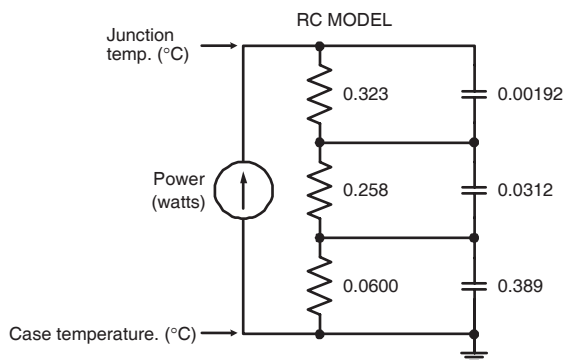 RC MODEL
Junction
temp. (°C)
0.323
0.00192
Power
(watts)
0.258
0.0312
0.0600
0.389
Case temperature. (°C)